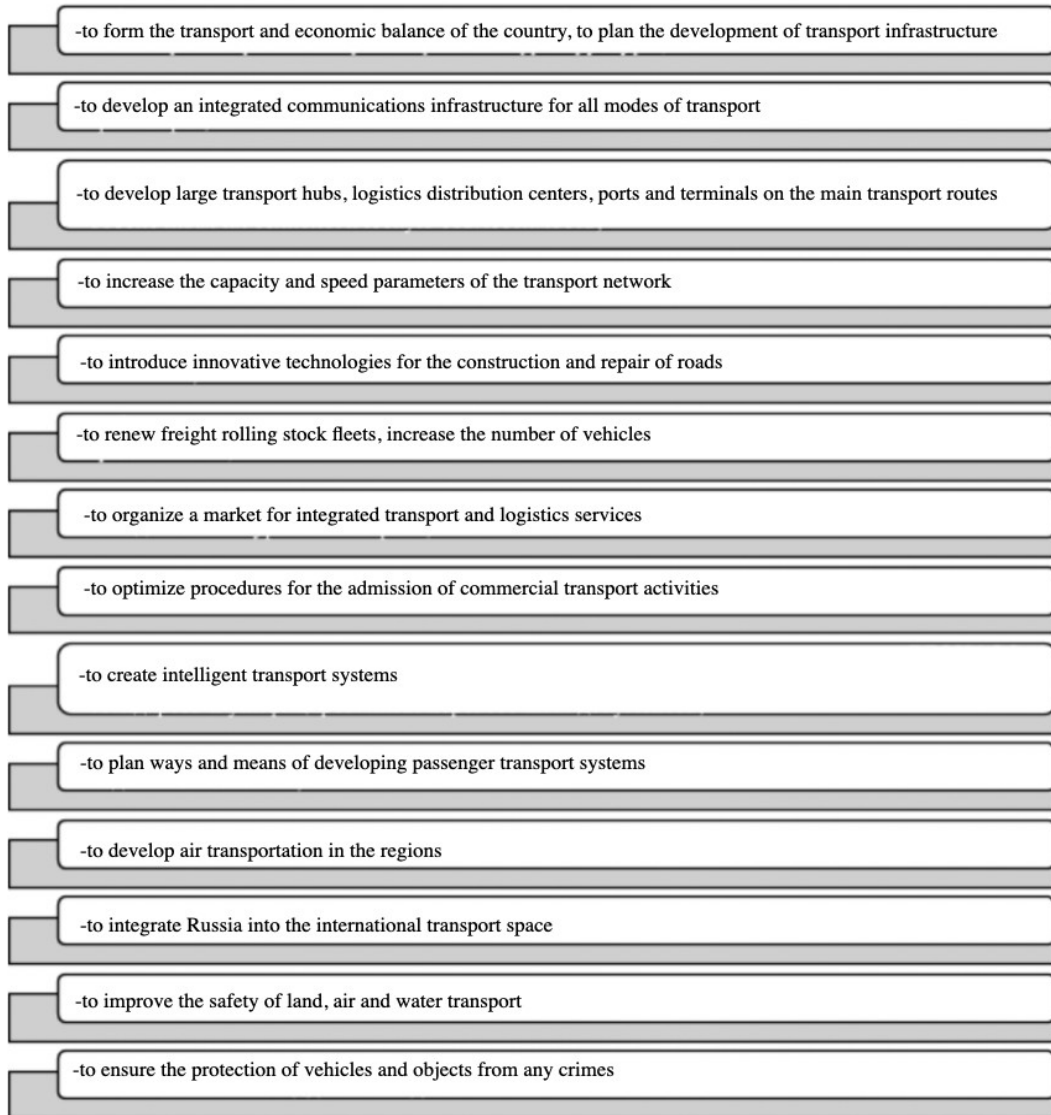 -to form the transport and economic balance of the country, to plan the development of transport infrastructure
-to develop an integrated communications infrastructure for all modes of transport
-to develop large transport hubs, logistics distribution centers, ports and terminals on the main transport routes
-to increase the capacity and speed parameters of the transport network
-to introduce innovative technologies for the construction and repair of roads
-to renew freight rolling stock fleets, increase the number of vehicles
-to organize a market for integrated transport and logistics services
-to optimize procedures for the admission of commercial transport activities
-to create intelligent transport systems
-to plan ways and means of developing passenger transport systems
-to develop air transportation in the regions
-to integrate Russia into the international transport space
-to improve the safety of land, air and water transport
-to ensure the protection of vehicles and objects from any crimes